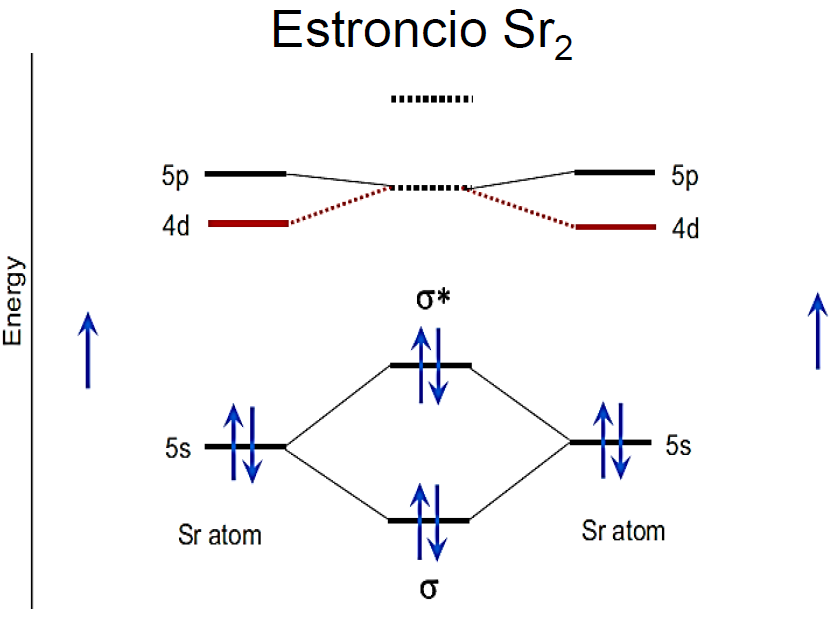 Estroncio Sr₂
5p
5p
4d
4d
Energy
σ*
5s
5s
Sr atom
Sr atom
σ